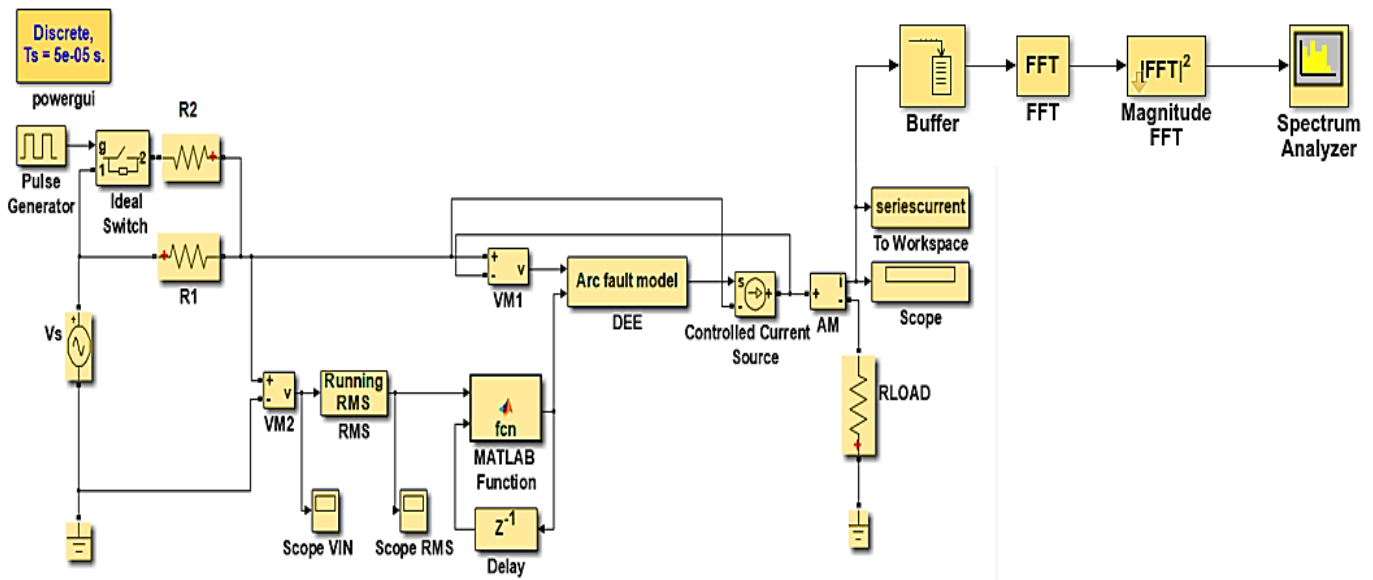 Discrete,
Ts = 5e-05 s.
powergui
R2
Pulse
Generator
g
1
2
Ideal
Switch
R1
Vs
+
+
-
v
VM2
Running
RMS
RMS
Scope VIN
Scope RMS
fcn
MATLAB
Function
Z-1
Delay
+
-
v
VM1
Arc fault model
DEE
s
-
+
Controlled Current
Source
+
I
-
AM
RLOAD
seriescurrent
To Workspace
Scope
Buffer
FFT
FFT
|FFT|2
Magnitude
FFT
Spectrum
Analyzer